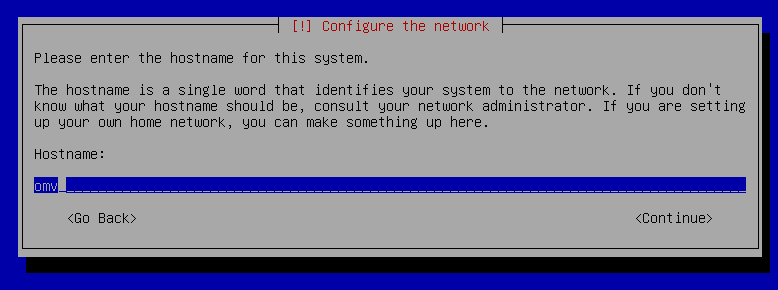 [!] Configure the network
Please enter the hostname for this system.
The hostname is a single word that identifies your system to the network. If you don't
know what your hostname should be, consult your network administrator. If you are setting
up your own home network, you can make something up here.
Hostname:
omv
<Go Back> <Continue>